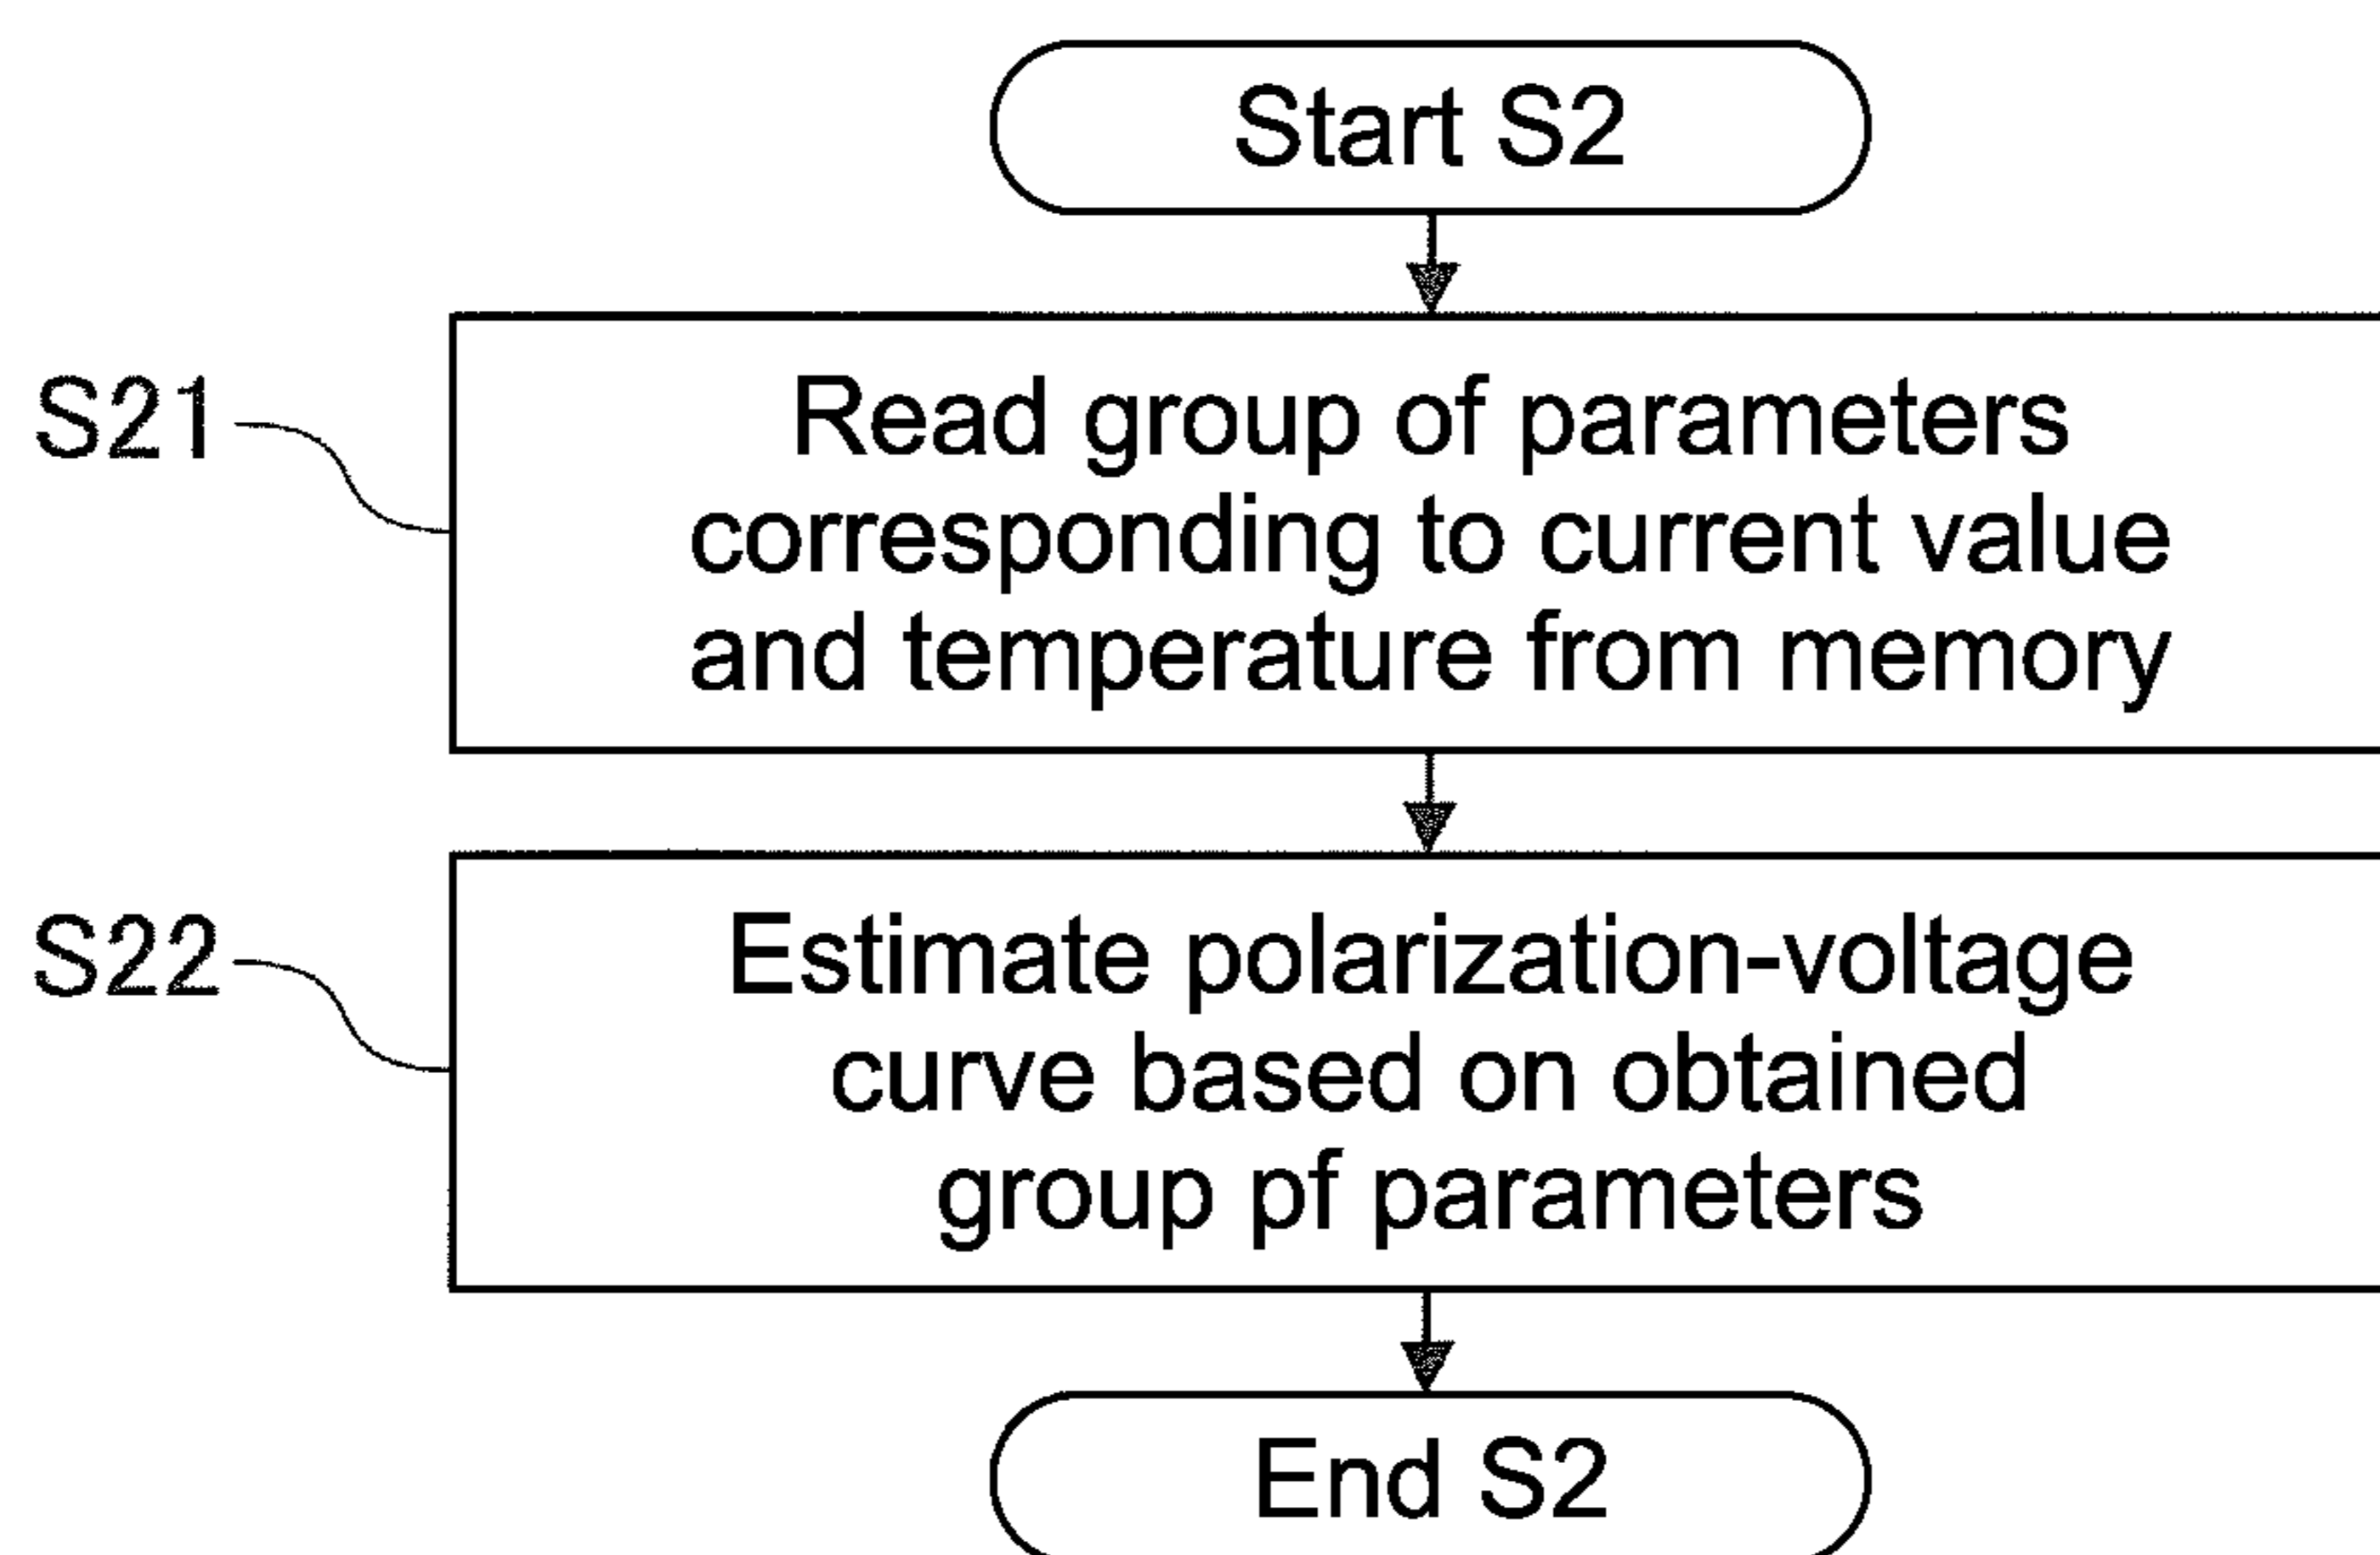 Start S2
S21
Read group of parameters
corresponding to current value
and temperature from memory
S22
Estimate polarization-voltage
curve based on obtained
group pf parameters
End S2